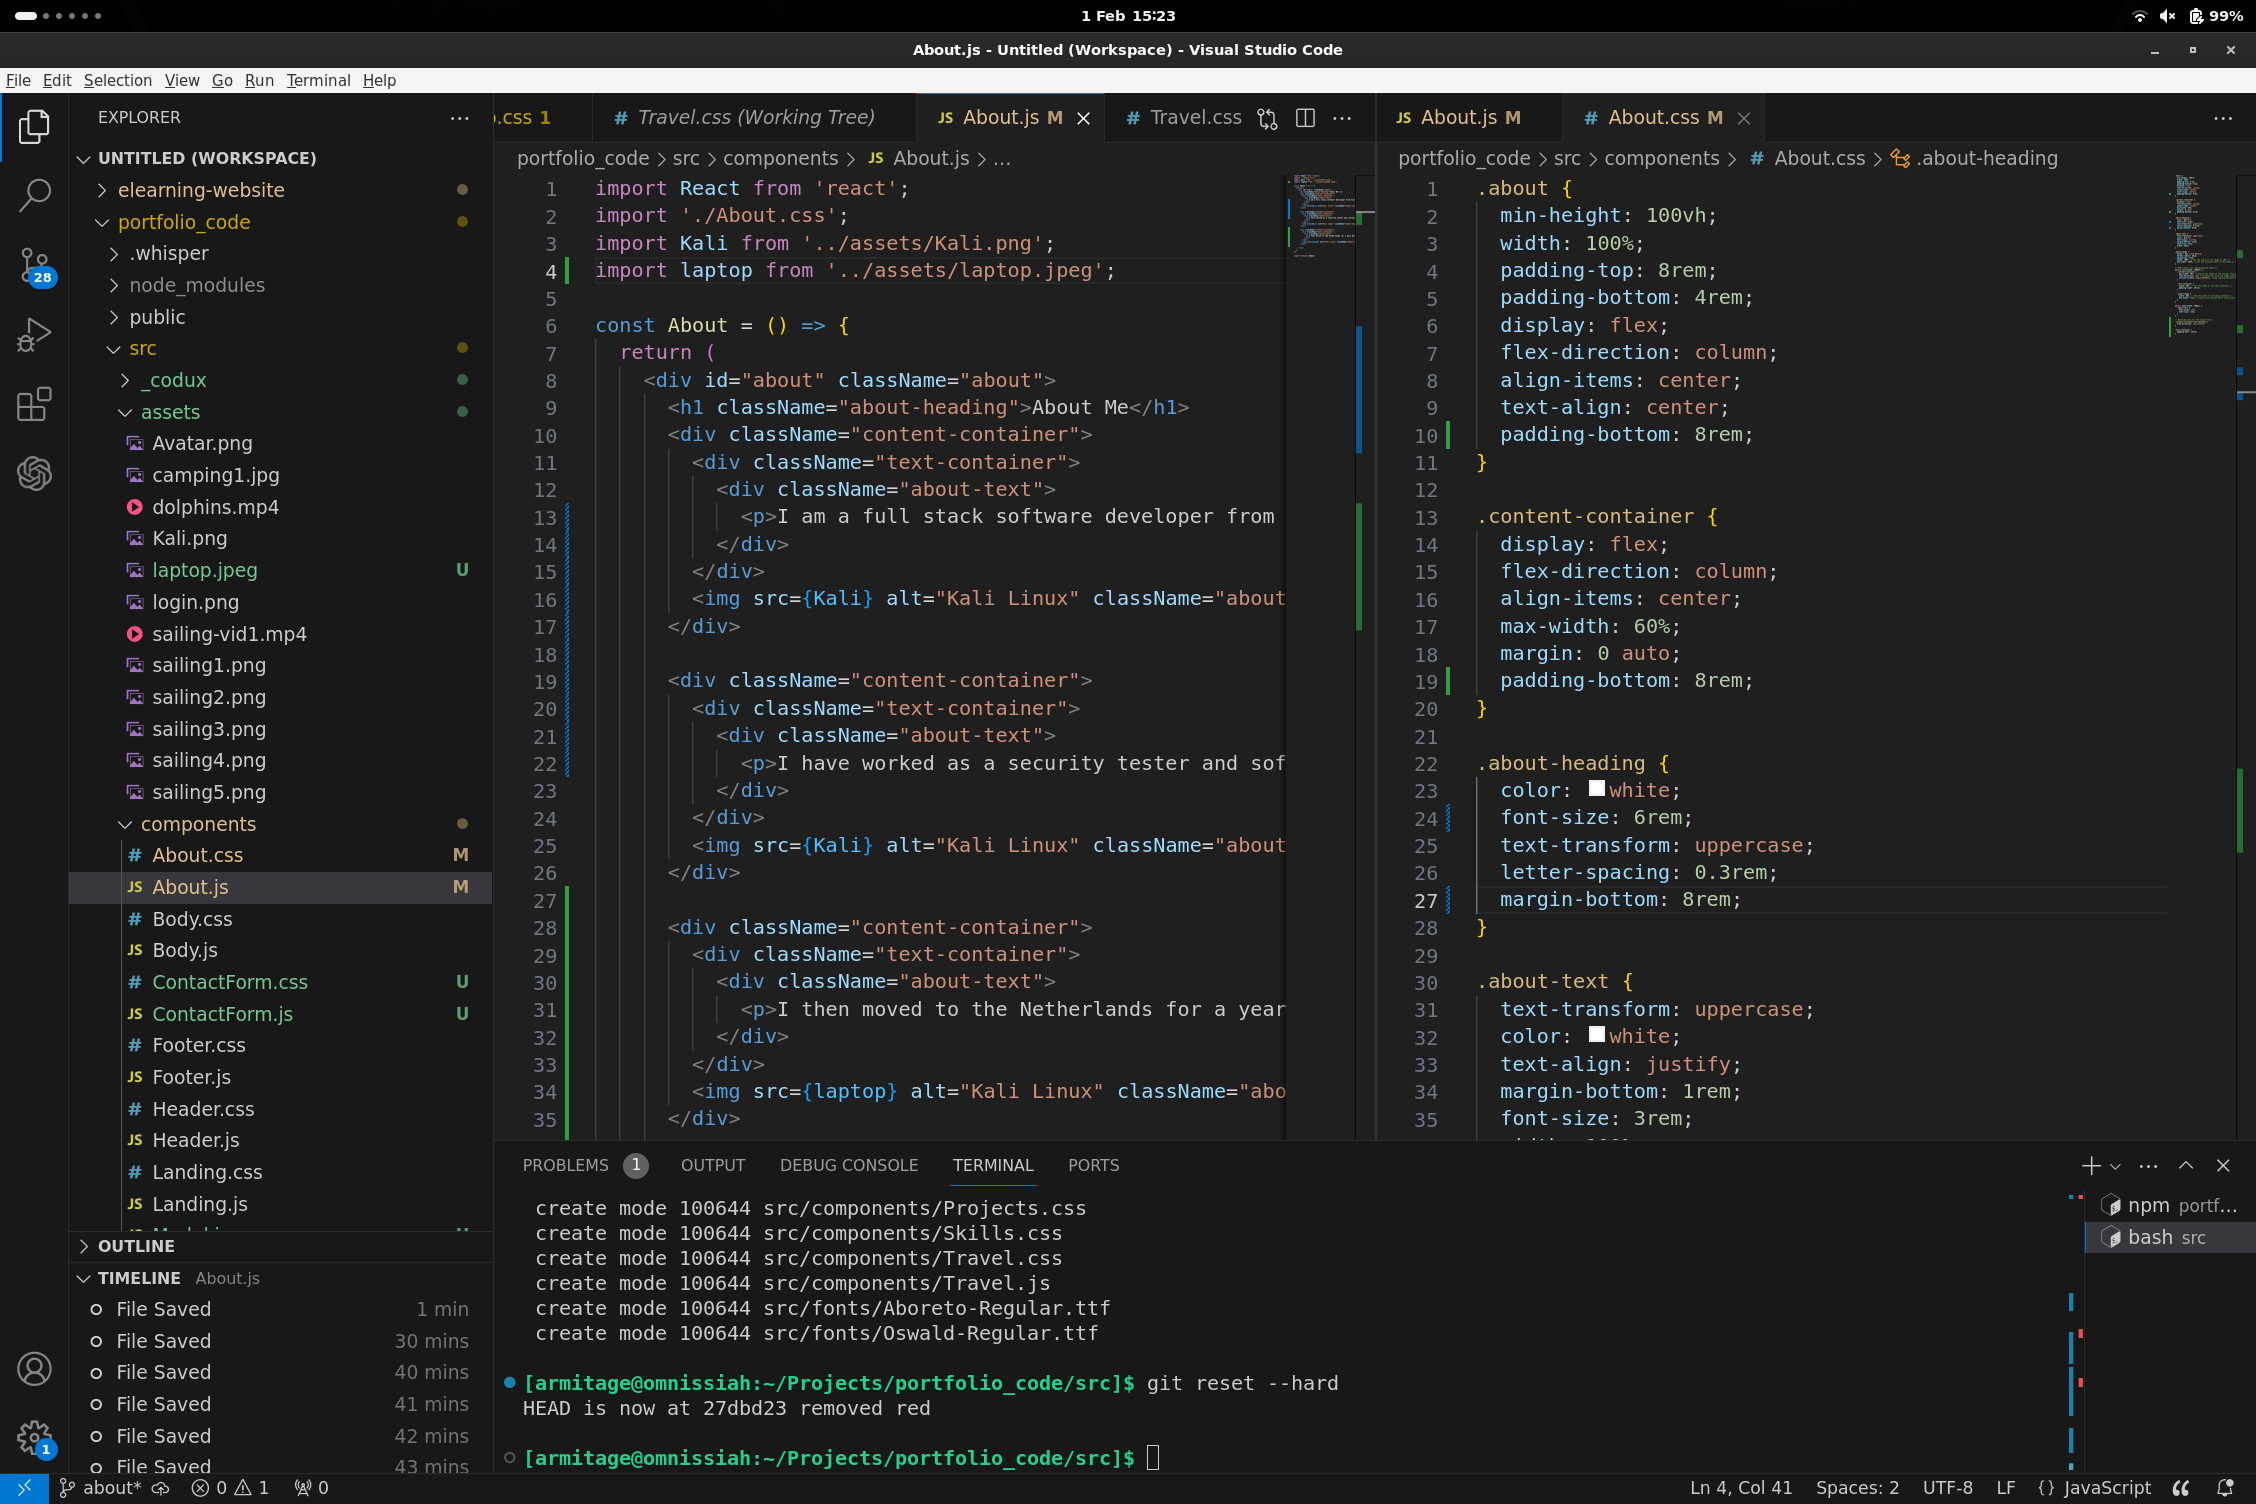 1 Feb 15:23
99%
About.js - Untitled (Workspace) - Visual Studio Code
File Edit Selection View Go Run Terminal Help
EXPLORER
UNTITLED (WORKSPACE)
elearning-website
portfolio_code
.whisper
node_modules
public
src
_codux
assets
Avatar.png
camping1.jpg
dolphins.mp4
Kali.png
laptop.jpeg U
login.png
sailing-vid1.mp4
sailing1.png
sailing2.png
sailing3.png
sailing4.png
sailing5.png
components
# About.css M
JS About.js M
# Body.css
JS Body.js
# ContactForm.css U
JS ContactForm.js U
# Footer.css
JS Footer.js
# Header.css
JS Header.js
# Landing.css
JS Landing.js
OUTLINE
TIMELINE About.js
File Saved 1 min
File Saved 30 mins
File Saved 40 mins
File Saved 41 mins
File Saved 42 mins
File Saved 43 mins
28
1
.css 1
# Travel.css (Working Tree)
JS About.js M
# Travel.css
portfolio_code > src > components > JS About.js > ...
1 import React from 'react';
2 import './About.css';
3 import Kali from '../assets/Kali.png';
4 import laptop from '../assets/laptop.jpeg';
5
6 const About = () => {
7 return (
8 <div id="about" className="about">
9 <h1 className="about-heading">About Me</h1>
10 <div className="content-container">
11 <div className="text-container">
12 <div className="about-text">
13 <p>I am a full stack software developer from
14 </div>
15 </div>
16 <img src={Kali} alt="Kali Linux" className="about
17 </div>
18
19 <div className="content-container">
20 <div className="text-container">
21 <div className="about-text">
22 <p>I have worked as a security tester and sof
23 </div>
24 </div>
25 <img src={Kali} alt="Kali Linux" className="about
26 </div>
27
28 <div className="content-container">
29 <div className="text-container">
30 <div className="about-text">
31 <p>I then moved to the Netherlands for a year
32 </div>
33 </div>
34 <img src={laptop} alt="Kali Linux" className="abo
35 </div>
JS About.js M
# About.css M
portfolio_code > src > components > # About.css > .about-heading
1 .about {
2 min-height: 100vh;
3 width: 100%;
4 padding-top: 8rem;
5 padding-bottom: 4rem;
6 display: flex;
7 flex-direction: column;
8 align-items: center;
9 text-align: center;
10 padding-bottom: 8rem;
11 }
12
13 .content-container {
14 display: flex;
15 flex-direction: column;
16 align-items: center;
17 max-width: 60%;
18 margin: 0 auto;
19 padding-bottom: 8rem;
20 }
21
22 .about-heading {
23 color: white;
24 font-size: 6rem;
25 text-transform: uppercase;
26 letter-spacing: 0.3rem;
27 margin-bottom: 8rem;
28 }
29
30 .about-text {
31 text-transform: uppercase;
32 color: white;
33 text-align: justify;
34 margin-bottom: 1rem;
35 font-size: 3rem;
PROBLEMS 1 OUTPUT DEBUG CONSOLE TERMINAL PORTS
create mode 100644 src/components/Projects.css
create mode 100644 src/components/Skills.css
create mode 100644 src/components/Travel.css
create mode 100644 src/components/Travel.js
create mode 100644 src/fonts/Aboreto-Regular.ttf
create mode 100644 src/fonts/Oswald-Regular.ttf
[armitage@omnissiah:~/Projects/portfolio_code/src]$ git reset --hard
HEAD is now at 27dbd23 removed red
[armitage@omnissiah:~/Projects/portfolio_code/src]$
npm portf...
bash src
about* 0 1 0
Ln 4, Col 41 Spaces: 2 UTF-8 LF {} JavaScript